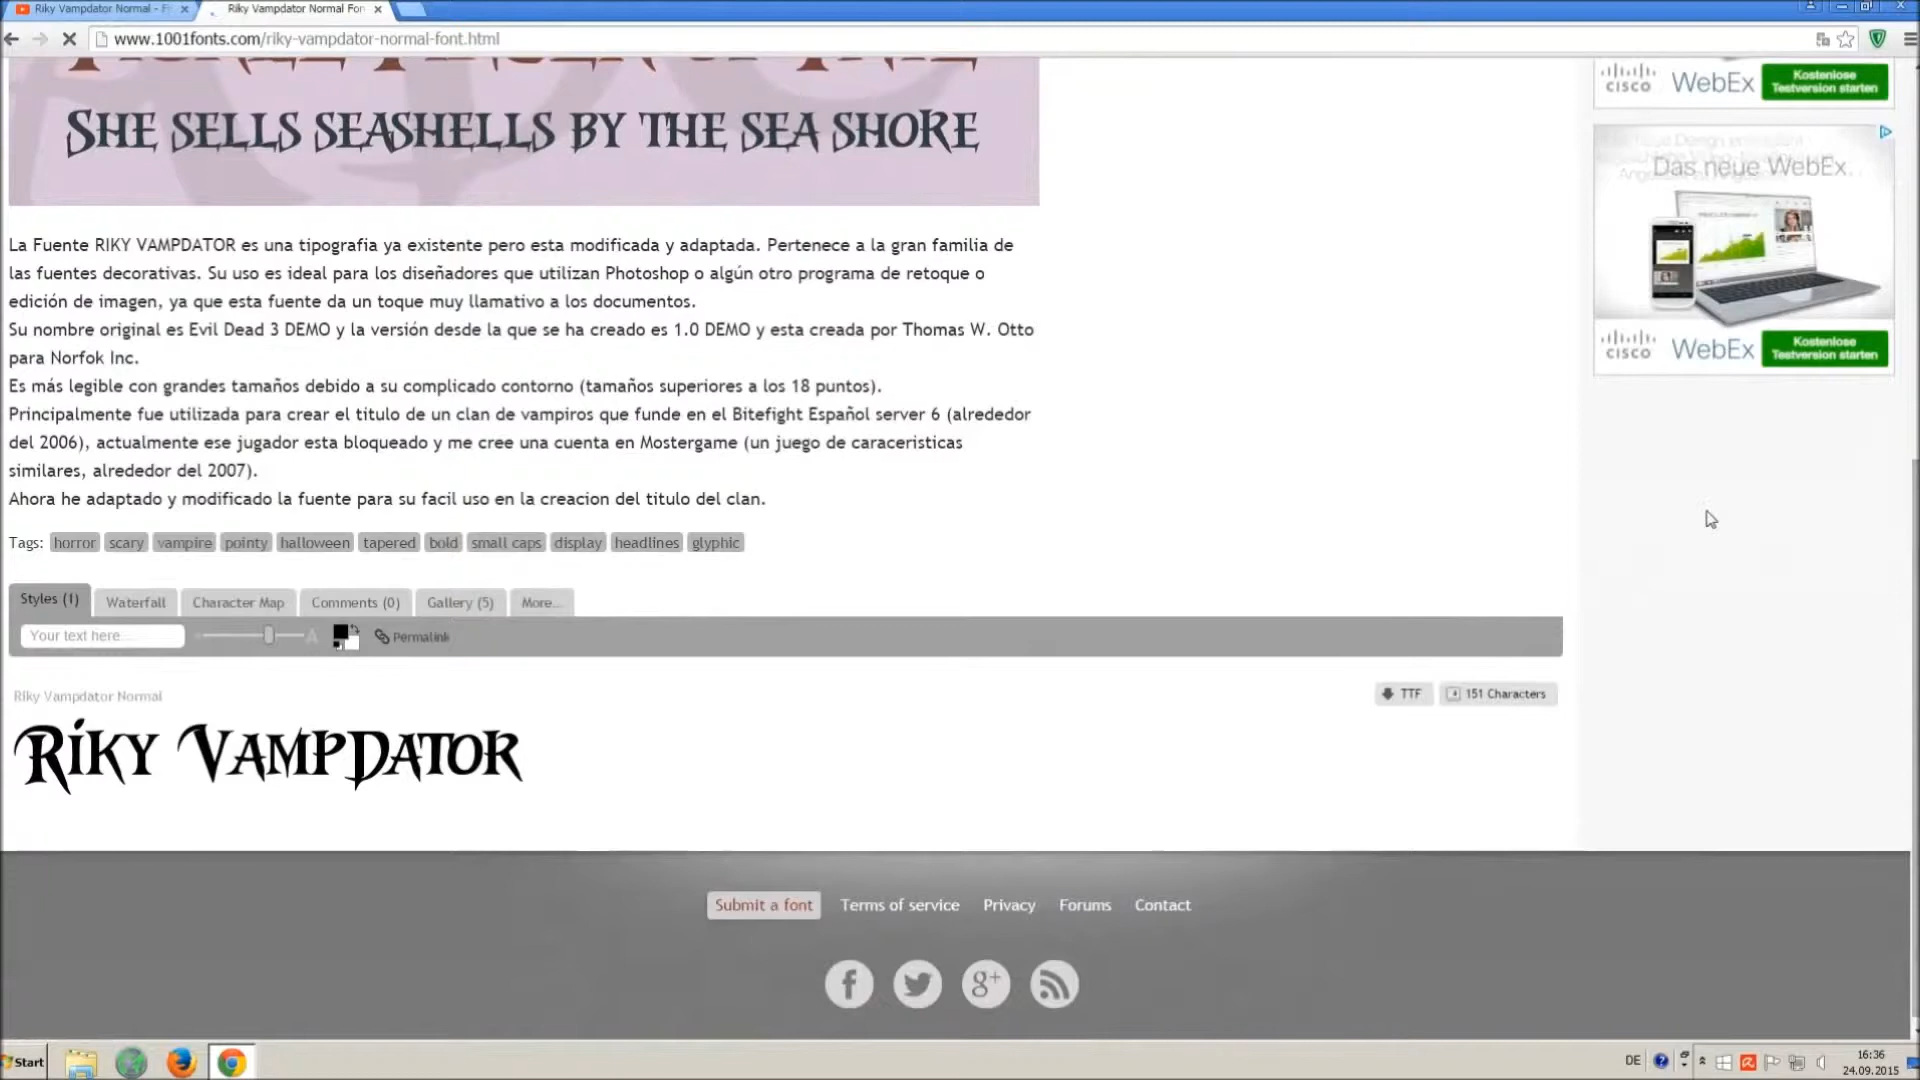 Riky Vampdator Normal - F
Riky Vampdator Normal Fon
www.1001fonts.com/riky-vampdator-normal-font.html
She sells seashells by the sea shore
La Fuente RIKY VAMPDATOR es una tipografia ya existente pero esta modificada y adaptada. Pertenece a la gran familia de
las fuentes decorativas. Su uso es ideal para los diseñadores que utilizan Photoshop o algún otro programa de retoque o
edición de imagen, ya que esta fuente da un toque muy llamativo a los documentos.
Su nombre original es Evil Dead 3 DEMO y la versión desde la que se ha creado es 1.0 DEMO y esta creada por Thomas W. Otto
para Norfok Inc.
Es más legible con grandes tamaños debido a su complicado contorno (tamaños superiores a los 18 puntos).
Principalmente fue utilizada para crear el titulo de un clan de vampiros que funde en el Bitefight Español server 6 (alrededor
del 2006), actualmente ese jugador esta bloqueado y me cree una cuenta en Mostergame (un juego de caraceristicas
similares, alrededor del 2007).
Ahora he adaptado y modificado la fuente para su facil uso en la creacion del titulo del clan.
Tags: horror scary vampire pointy halloween tapered bold small caps display headlines glyphic
Styles (1) Waterfall Character Map Comments (0) Gallery (5) More...
Your text here... A Permalink
Riky Vampdator Normal
TTF 151 Characters
Riky VampDator
CISCO WebEx Kostenlose
Testversion starten
Das neue WebEx.
CISCO WebEx Kostenlose
Testversion starten
Submit a font Terms of service Privacy Forums Contact
Start
DE
16:36
24.09.2015